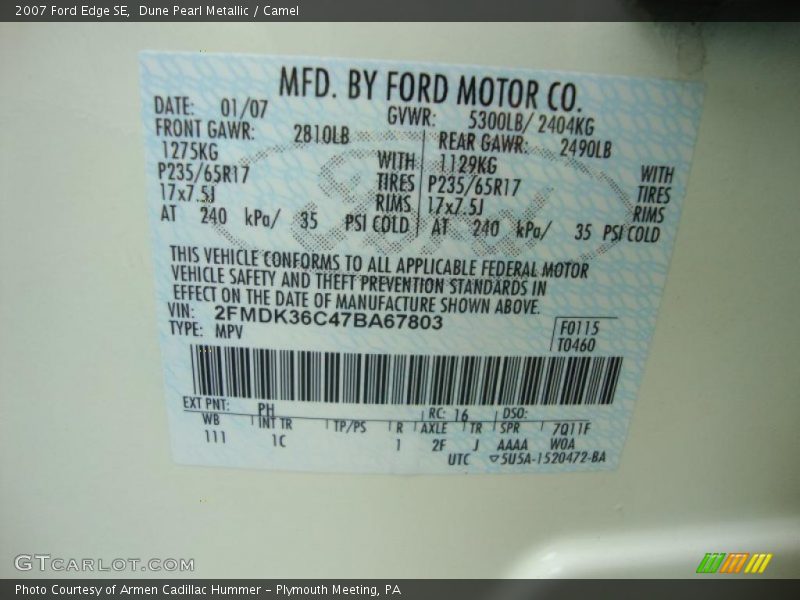 2007 Ford Edge SE, Dune Pearl Metallic / Camel
MFD. BY FORD MOTOR CO.
DATE: 01/07 GVWR: 5300LB/ 2404KG
FRONT GAWR: 2810LB REAR GAWR: 2490LB
1275KG WITH 1129KG WITH
P235/65R17 TIRES P235/65R17 TIRES
17x7.5J RIMS 17x7.5J RIMS
AT 240 kPa/ 35 PSI COLD AT 240 kPa/ 35 PSI COLD
Ford
THIS VEHICLE CONFORMS TO ALL APPLICABLE FEDERAL MOTOR
VEHICLE SAFETY AND THEFT PREVENTION STANDARDS IN
EFFECT ON THE DATE OF MANUFACTURE SHOWN ABOVE.
VIN: 2FMDK36C47BA67803 F0115
TYPE: MPV T0460
EXT PNT: PH RC: 16 DSO:
WB INT TR TP/PS R AXLE TR SPR 7Q11F
111 1C 1 2F J AAAA W0A
UTC ▽5U5A-1520472-BA
GTCARLOT.COM
Photo Courtesy of Armen Cadillac Hummer – Plymouth Meeting, PA